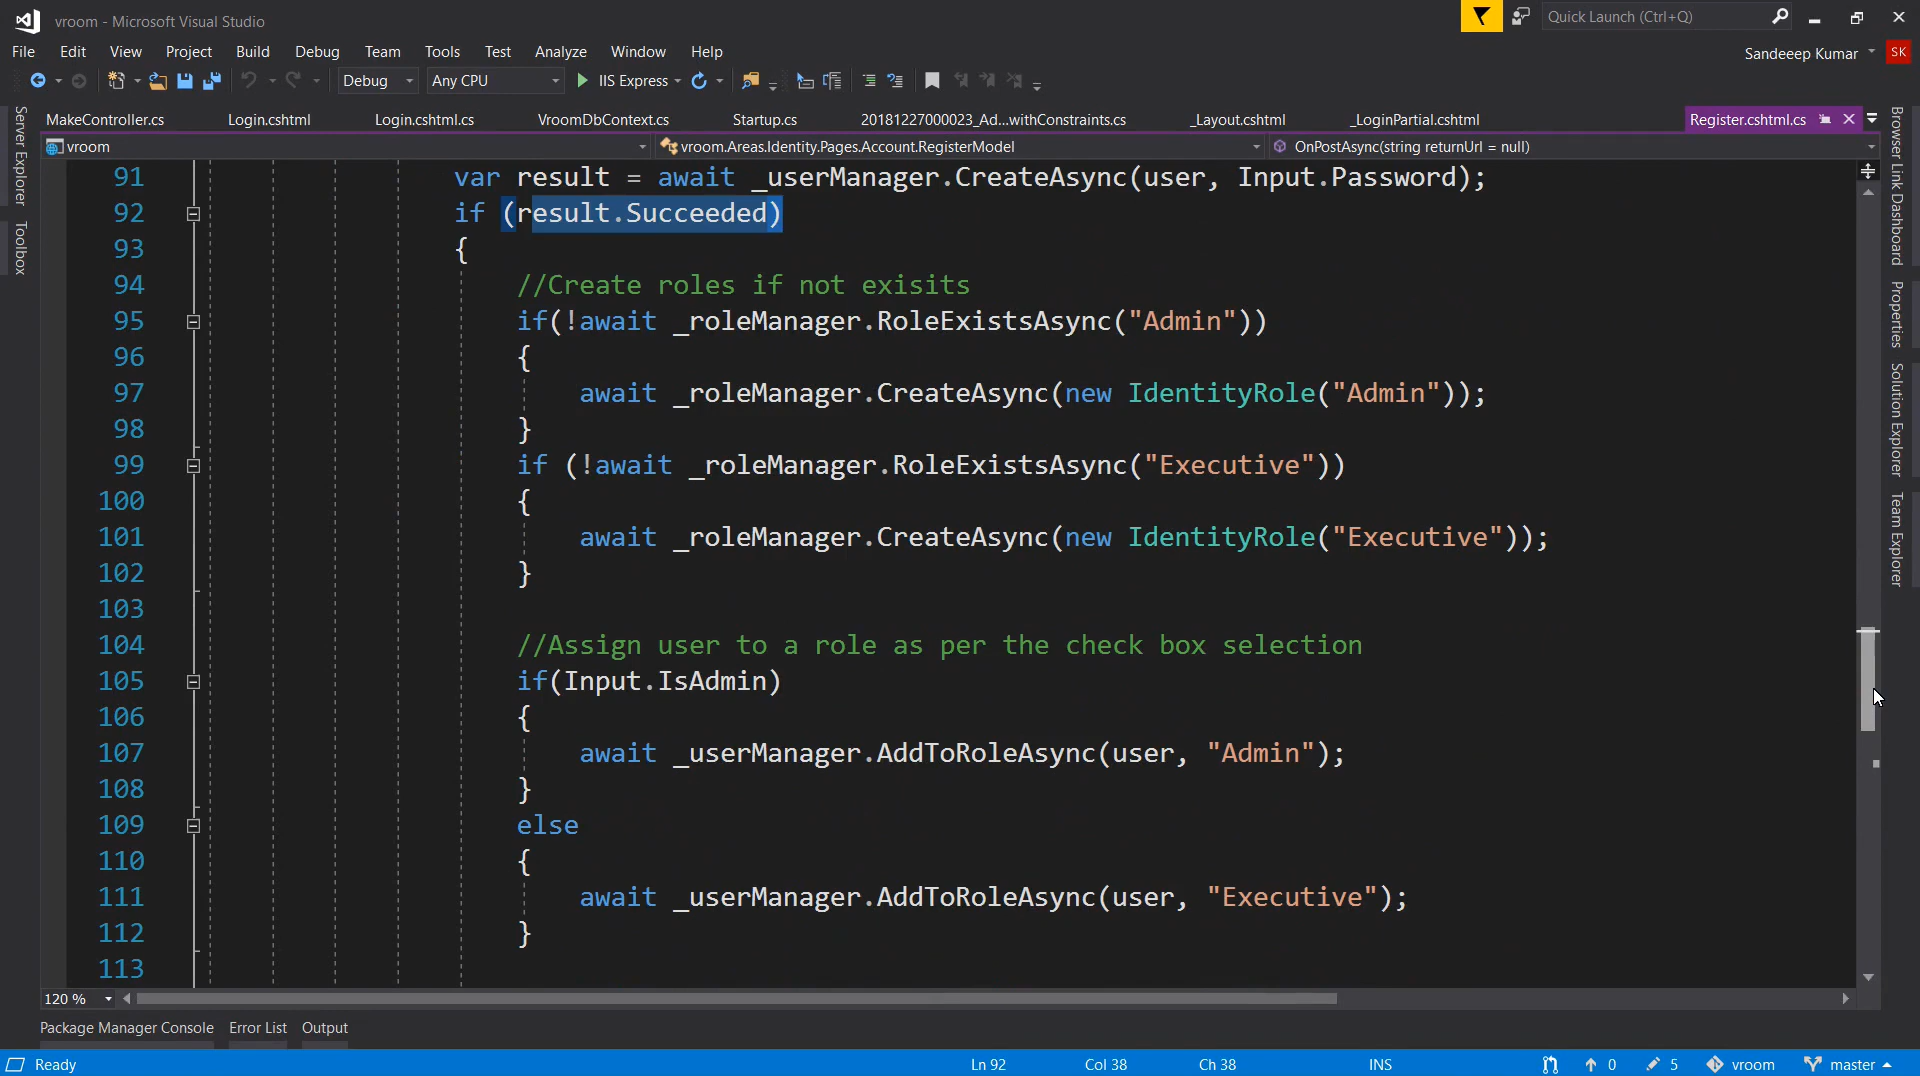 vroom - Microsoft Visual Studio
Quick Launch (Ctrl+Q)
File Edit View Project Build Debug Team Tools Test Analyze Window Help
Sandeeep Kumar SK
Debug Any CPU IIS Express
MakeController.cs Login.cshtml Login.cshtml.cs VroomDbContext.cs Startup.cs 20181227000023_Ad...withConstraints.cs _Layout.cshtml _LoginPartial.cshtml Register.cshtml.cs
vroom vroom.Areas.Identity.Pages.Account.RegisterModel OnPostAsync(string returnUrl = null)
Server Explorer
Toolbox
91 var result = await _userManager.CreateAsync(user, Input.Password);
92 if (result.Succeeded)
93 {
94 //Create roles if not exisits
95 if(!await _roleManager.RoleExistsAsync("Admin"))
96 {
97 await _roleManager.CreateAsync(new IdentityRole("Admin"));
98 }
99 if (!await _roleManager.RoleExistsAsync("Executive"))
100 {
101 await _roleManager.CreateAsync(new IdentityRole("Executive"));
102 }
103
104 //Assign user to a role as per the check box selection
105 if(Input.IsAdmin)
106 {
107 await _userManager.AddToRoleAsync(user, "Admin");
108 }
109 else
110 {
111 await _userManager.AddToRoleAsync(user, "Executive");
112 }
113
Browser Link Dashboard
Properties
Solution Explorer
Team Explorer
120 %
Package Manager Console Error List Output
Ready Ln 92 Col 38 Ch 38 INS 0 5 vroom master